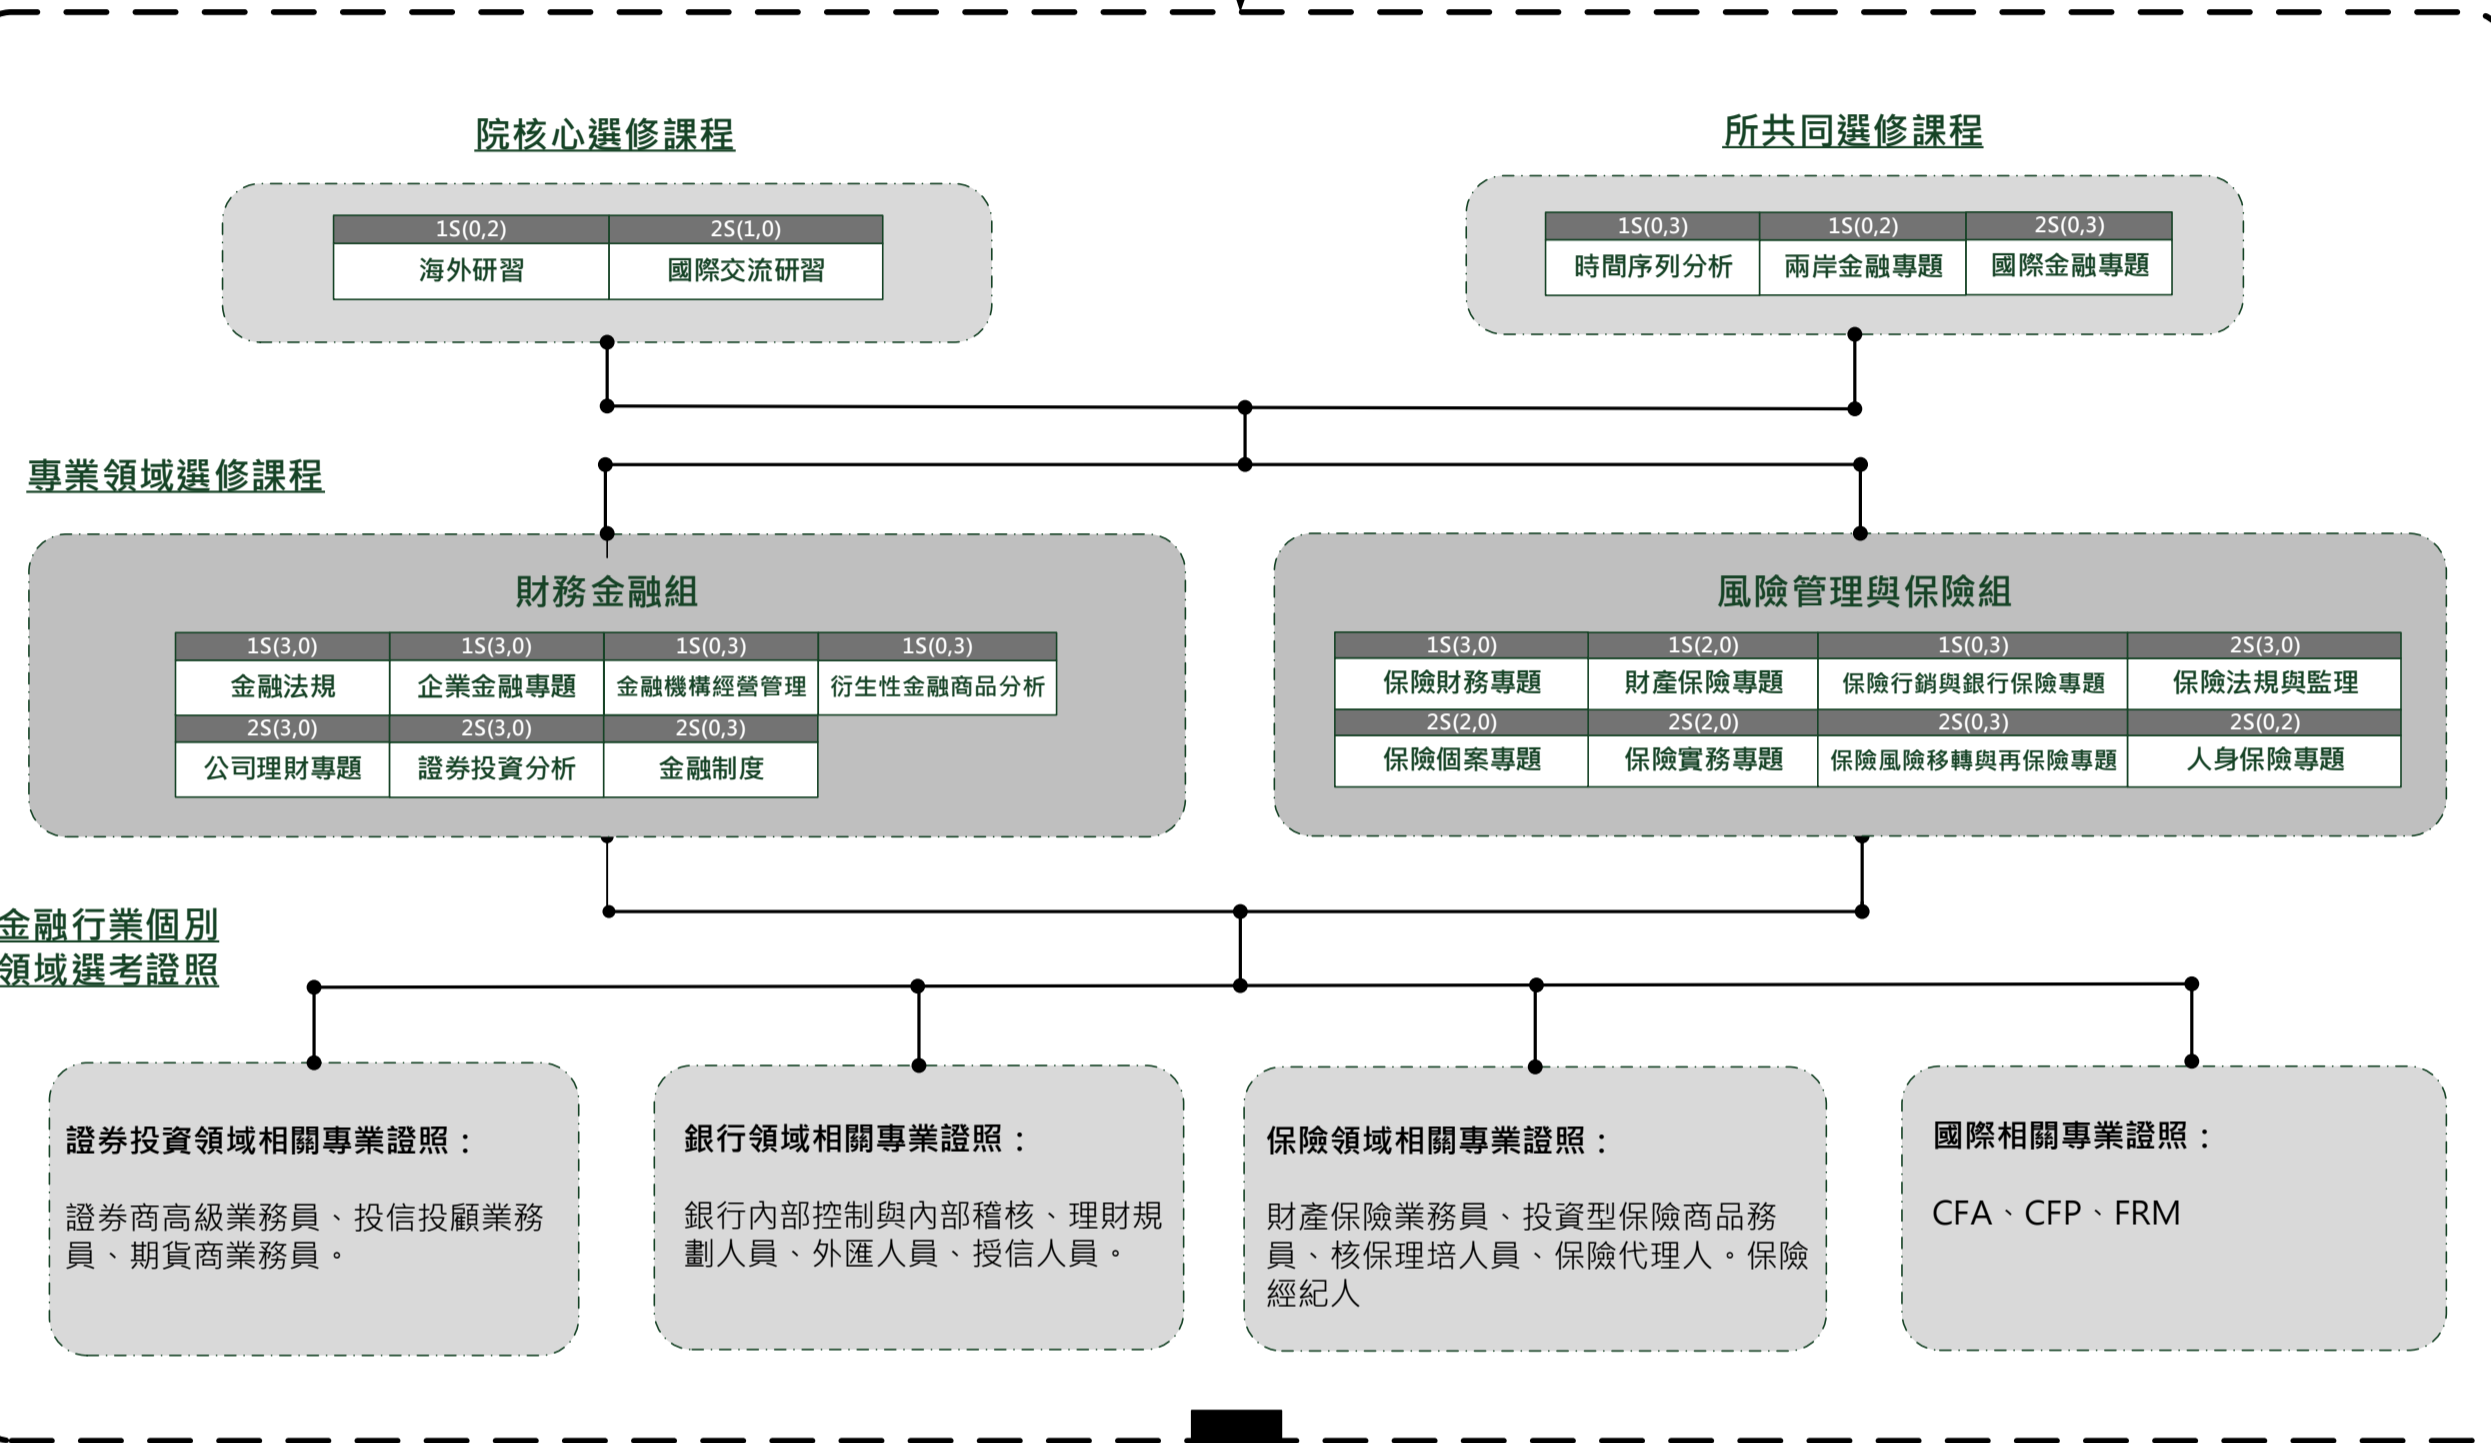 院核心選修課程
所共同選修課程
1S(0,2) 2S(1,0)
海外研習 國際交流研習
1S(0,3) 1S(0,2) 2S(0,3)
時間序列分析 兩岸金融專題 國際金融專題
專業領域選修課程
財務金融組
1S(3,0) 1S(3,0) 1S(0,3) 1S(0,3)
金融法規 企業金融專題 金融機構經營管理 衍生性金融商品分析
2S(3,0) 2S(3,0) 2S(0,3)
公司理財專題 證券投資分析 金融制度
風險管理與保險組
1S(3,0) 1S(2,0) 1S(0,3) 2S(3,0)
保險財務專題 財產保險專題 保險行銷與銀行保險專題 保險法規與監理
2S(2,0) 2S(2,0) 2S(0,3) 2S(0,2)
保險個案專題 保險實務專題 保險風險移轉與再保險專題 人身保險專題
金融行業個別
領域選考證照
證券投資領域相關專業證照：
證券商高級業務員、投信投顧業務
員、期貨商業務員。
銀行領域相關專業證照：
銀行內部控制與內部稽核、理財規
劃人員、外匯人員、授信人員。
保險領域相關專業證照：
財產保險業務員、投資型保險商品務
員、核保理培人員、保險代理人。保險
經紀人
國際相關專業證照：
CFA、CFP、FRM